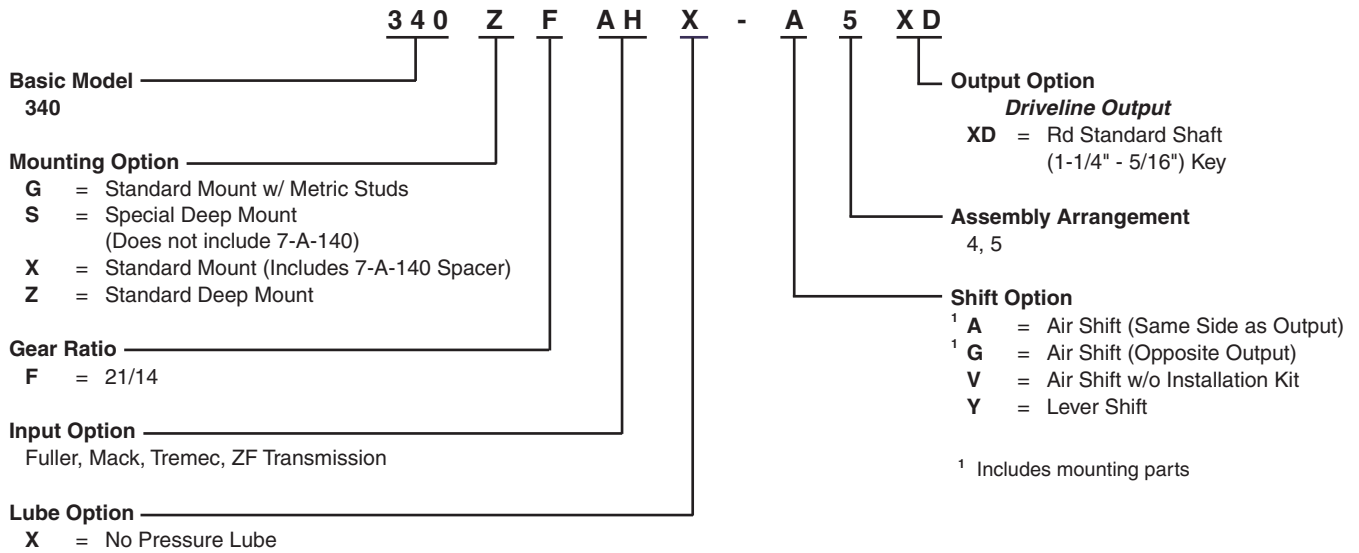 340 Z F AH X - A 5 XD
Basic Model
340
Mounting Option
G = Standard Mount w/ Metric Studs
S = Special Deep Mount
(Does not include 7-A-140)
X = Standard Mount (Includes 7-A-140 Spacer)
Z = Standard Deep Mount
Gear Ratio
F = 21/14
Input Option
Fuller, Mack, Tremec, ZF Transmission
Lube Option
X = No Pressure Lube
Output Option
Driveline Output
XD = Rd Standard Shaft
(1-1/4" - 5/16") Key
Assembly Arrangement
4, 5
Shift Option
1 A = Air Shift (Same Side as Output)
1 G = Air Shift (Opposite Output)
V = Air Shift w/o Installation Kit
Y = Lever Shift
1 Includes mounting parts